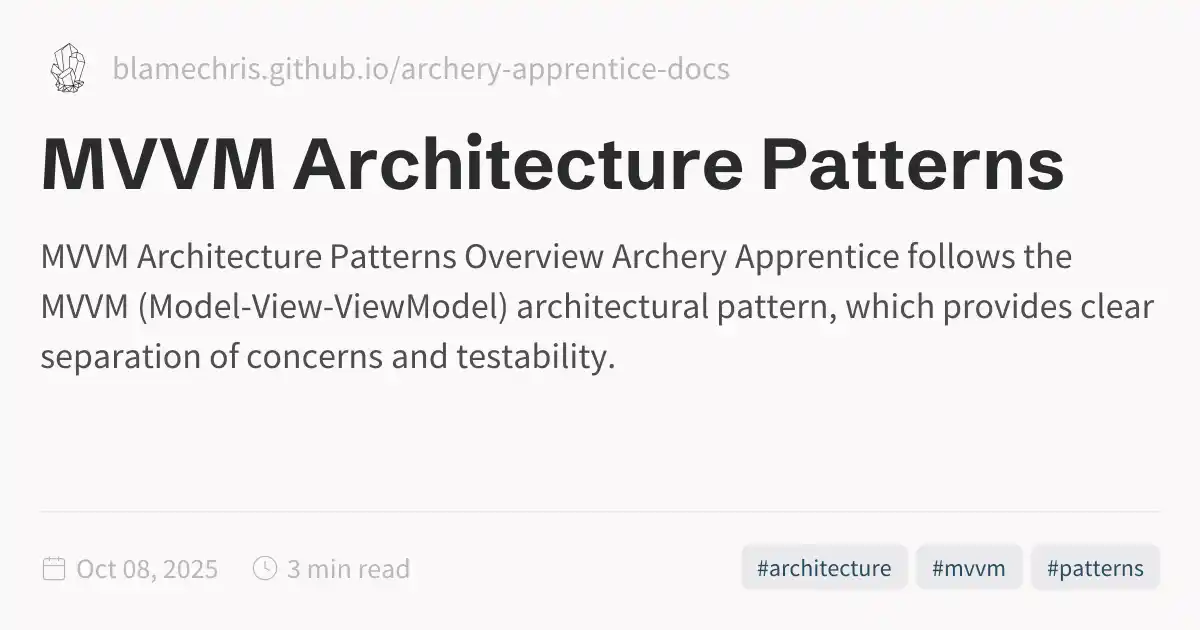 blamechris.github.io/archery-apprentice-docs
MVVM Architecture Patterns
MVVM Architecture Patterns Overview Archery Apprentice follows the
MVVM (Model-View-ViewModel) architectural pattern, which provides clear
separation of concerns and testability.
Oct 08, 2025 3 min read #architecture #mvvm #patterns